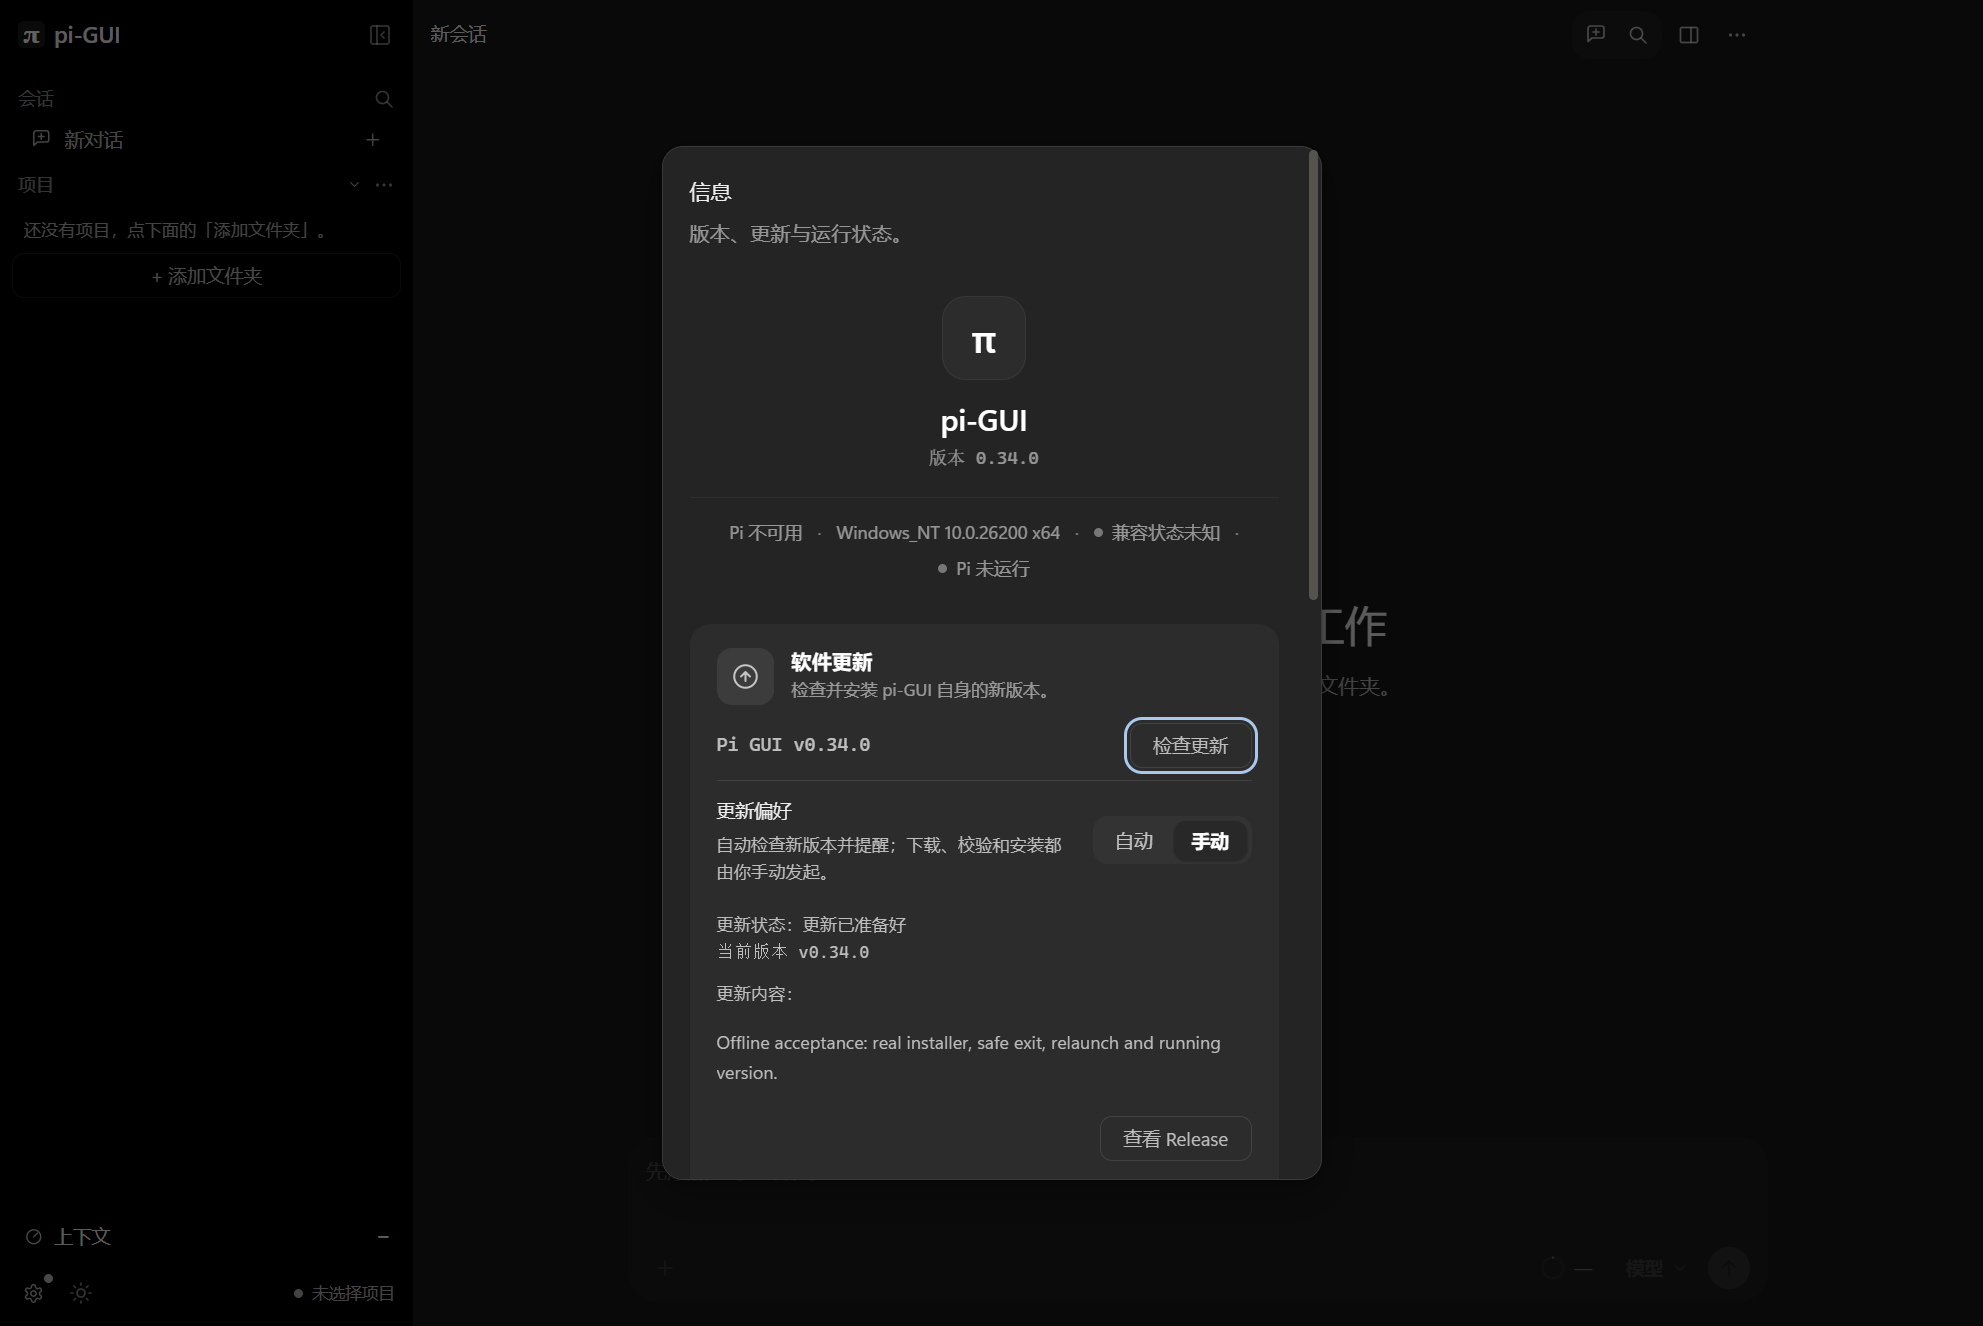 π pi-GUI
新会话
会话
新对话
项目
还没有项目，点下面的「添加文件夹」。
+ 添加文件夹
信息
版本、更新与运行状态。
π
pi-GUI
版本 0.34.0
Pi 不可用 · Windows_NT 10.0.26200 x64 · 兼容状态未知 ·
Pi 未运行
工作
文件夹。
软件更新
检查并安装 pi-GUI 自身的新版本。
Pi GUI v0.34.0
检查更新
更新偏好
自动检查新版本并提醒；下载、校验和安装都
由你手动发起。
自动
手动
更新状态：更新已准备好
当前版本 v0.34.0
更新内容：
Offline acceptance: real installer, safe exit, relaunch and running
version.
查看 Release
先
上下文
模型
未选择项目